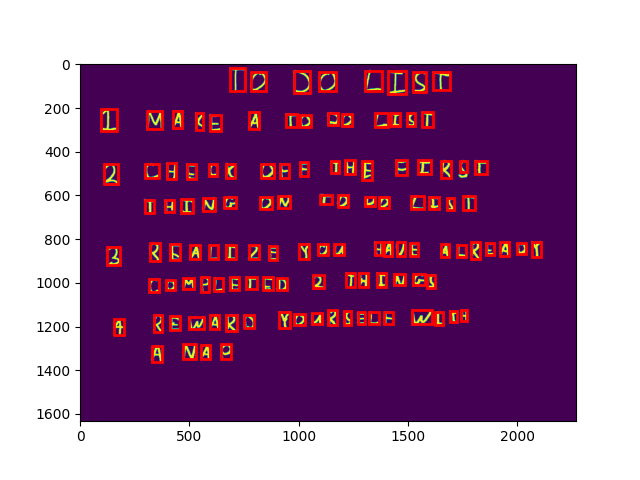 TO DO LIST
1 MAKE A TO DO LIST
2 CHECK OFF THE FIRST
THING ON TO DO LIST
3 REALIZE YOU HAVE ALREADY
COMPLETED 2 THINGS
4 REWARD YOURSELF WITH
A NAP
0
200
400
600
800
1000
1200
1400
1600
0 500 1000 1500 2000